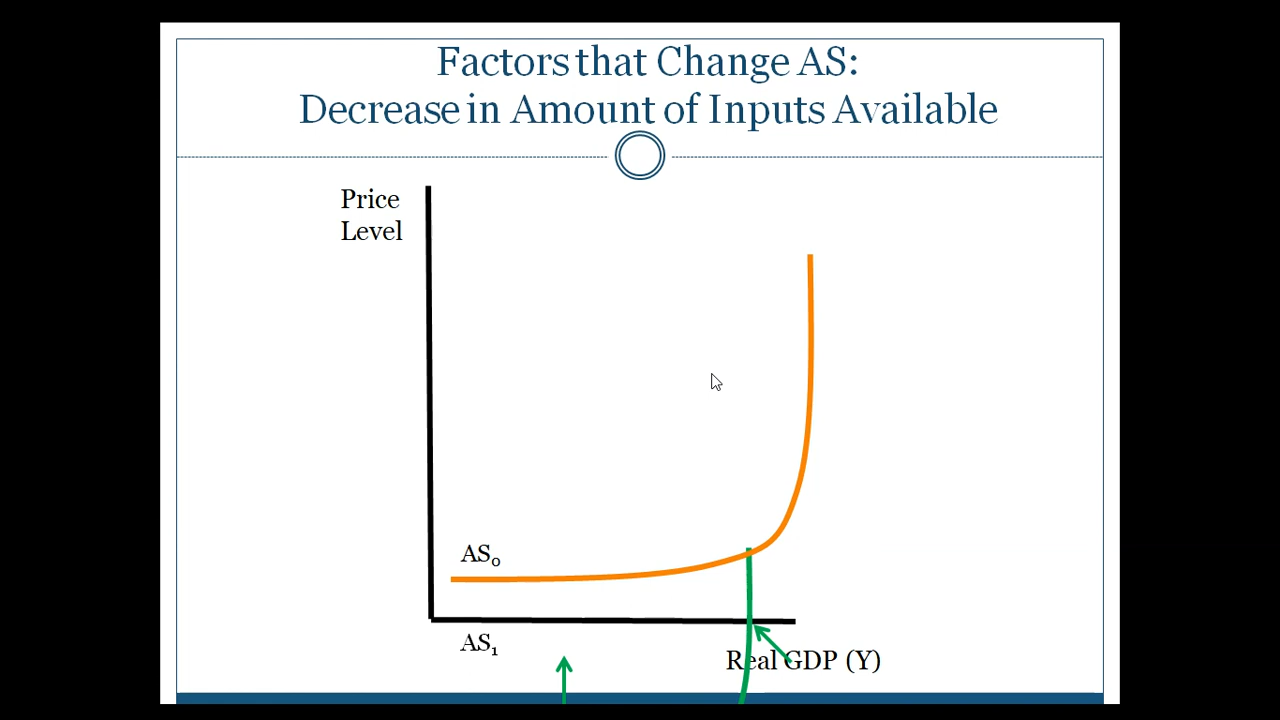 Factors that Change AS:
Decrease in Amount of Inputs Available
Price
Level
AS₀
AS₁
Real GDP (Y)